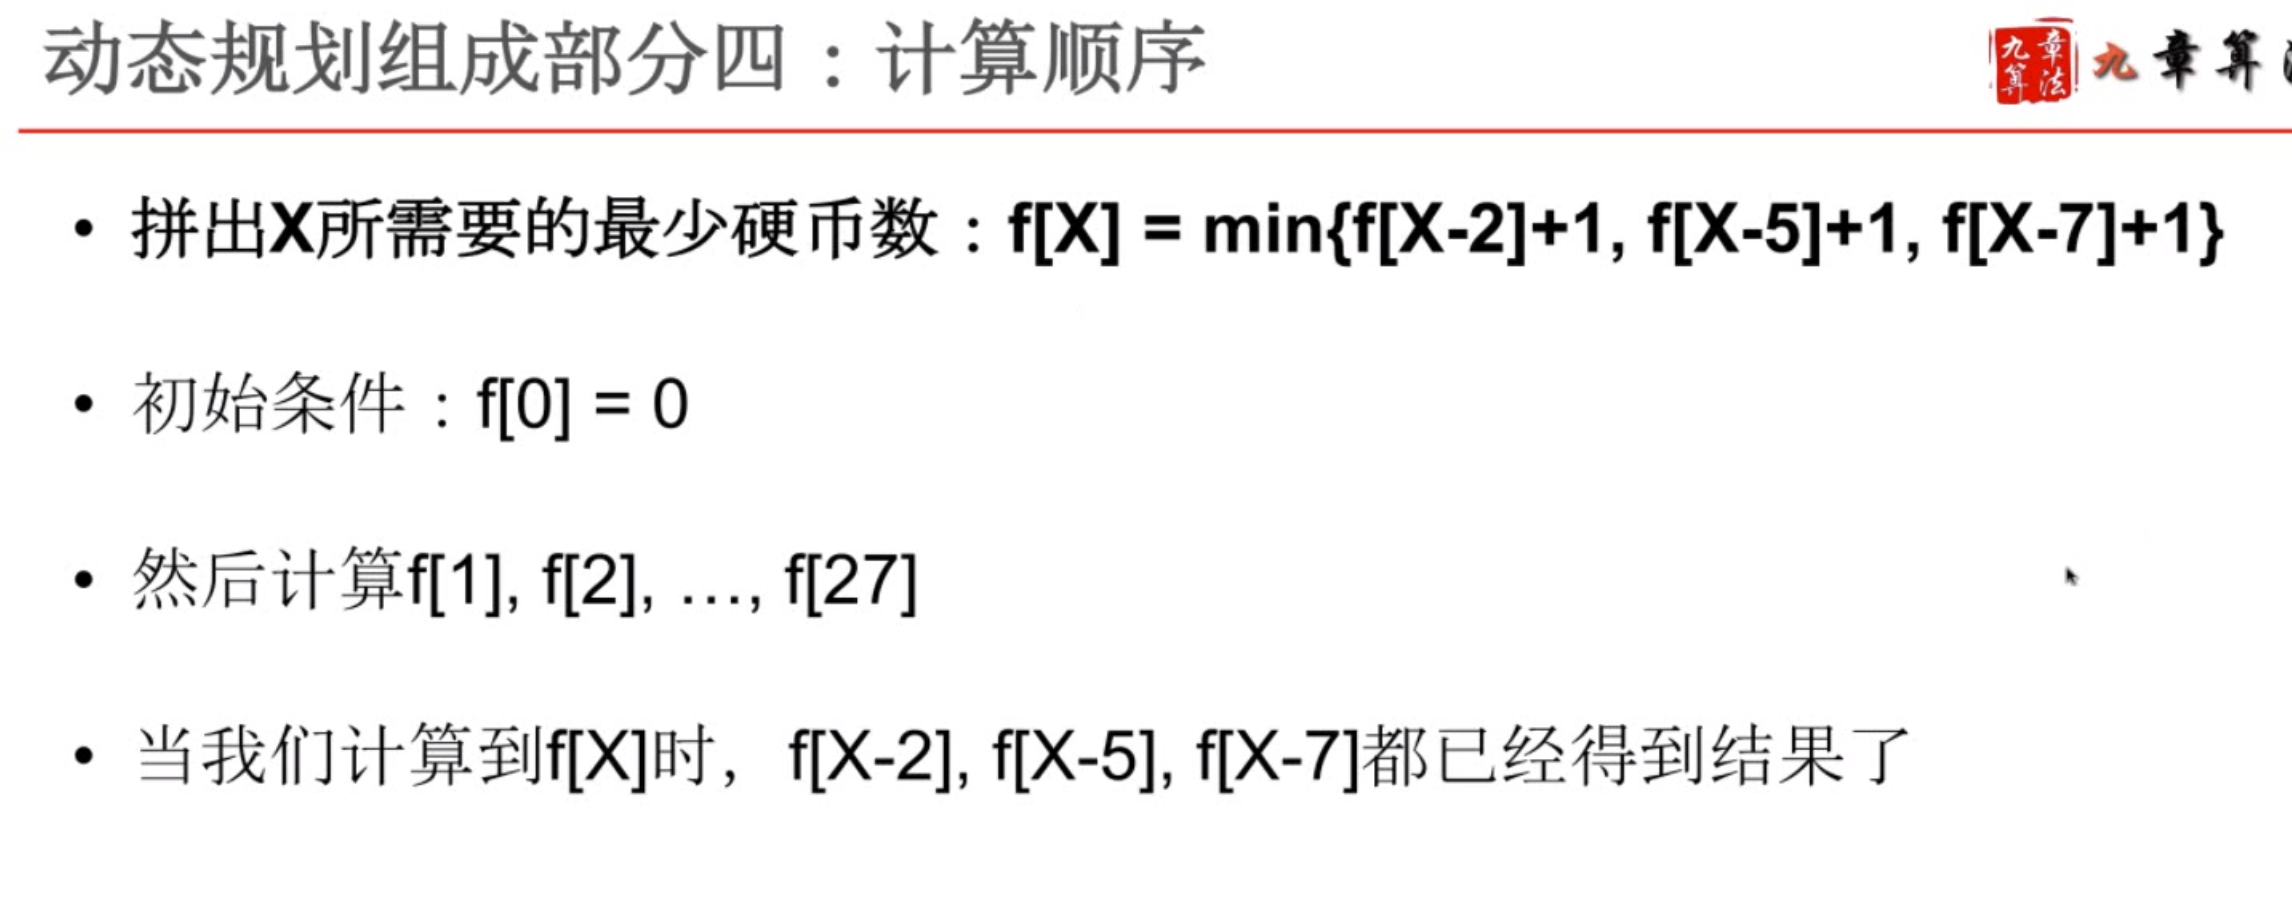 动态规划组成部分四：计算顺序
九章算法
九章算
• 拼出X所需要的最少硬币数：f[X] = min{f[X-2]+1, f[X-5]+1, f[X-7]+1}
• 初始条件：f[0] = 0
• 然后计算f[1], f[2], …, f[27]
• 当我们计算到f[X]时， f[X-2], f[X-5], f[X-7]都已经得到结果了